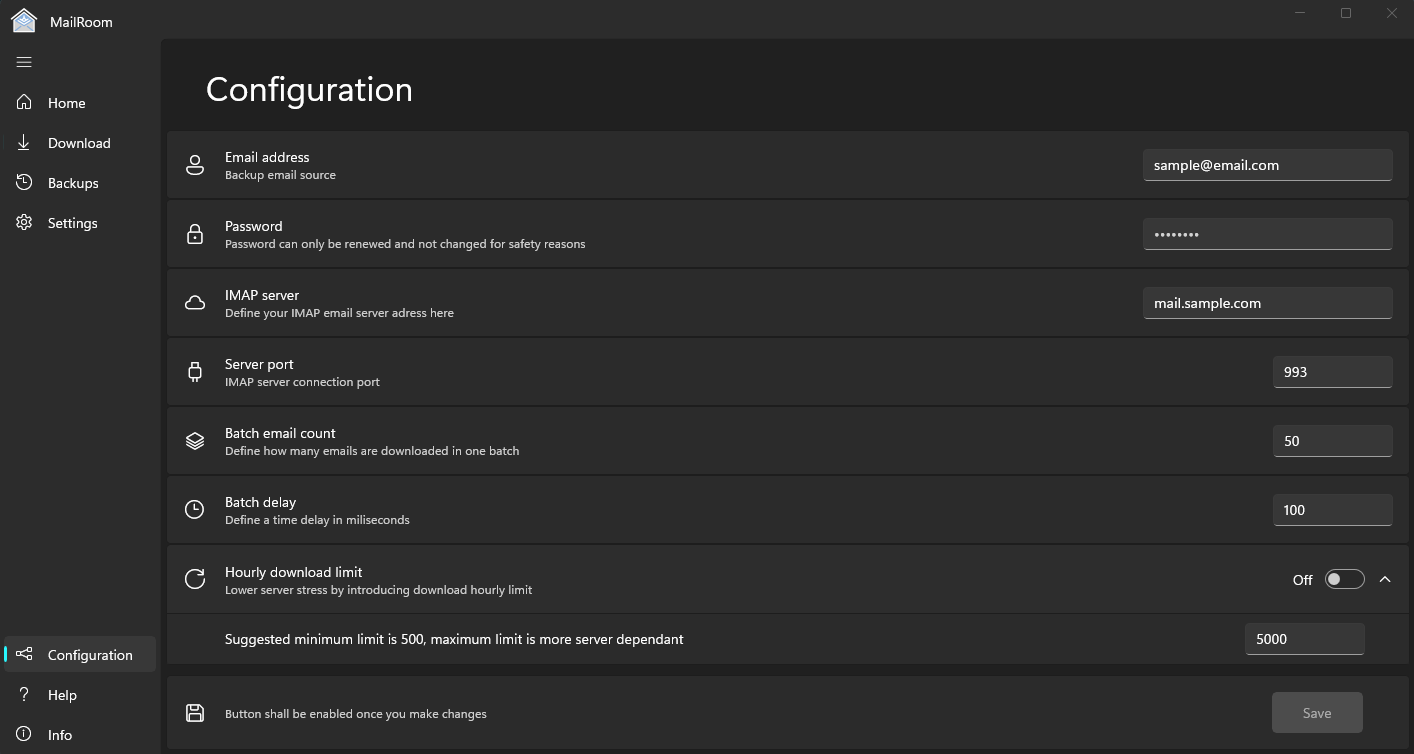 MailRoom
Home
Download
Backups
Settings
Configuration
Help
Info
Configuration
Email address
Backup email source
sample@email.com
Password
Password can only be renewed and not changed for safety reasons
••••••••
IMAP server
Define your IMAP email server adress here
mail.sample.com
Server port
IMAP server connection port
993
Batch email count
Define how many emails are downloaded in one batch
50
Batch delay
Define a time delay in miliseconds
100
Hourly download limit
Lower server stress by introducing download hourly limit
Off
Suggested minimum limit is 500, maximum limit is more server dependant
5000
Button shall be enabled once you make changes
Save